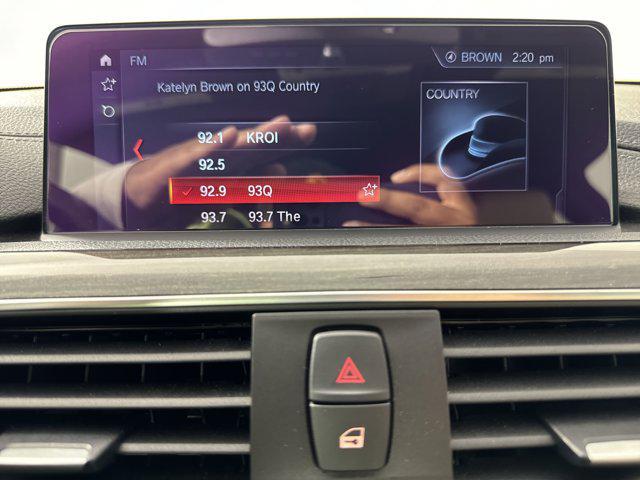 FM
BROWN 2:20 pm
Katelyn Brown on 93Q Country
COUNTRY
92.1 KROI
92.5
92.9 93Q
93.7 93.7 The